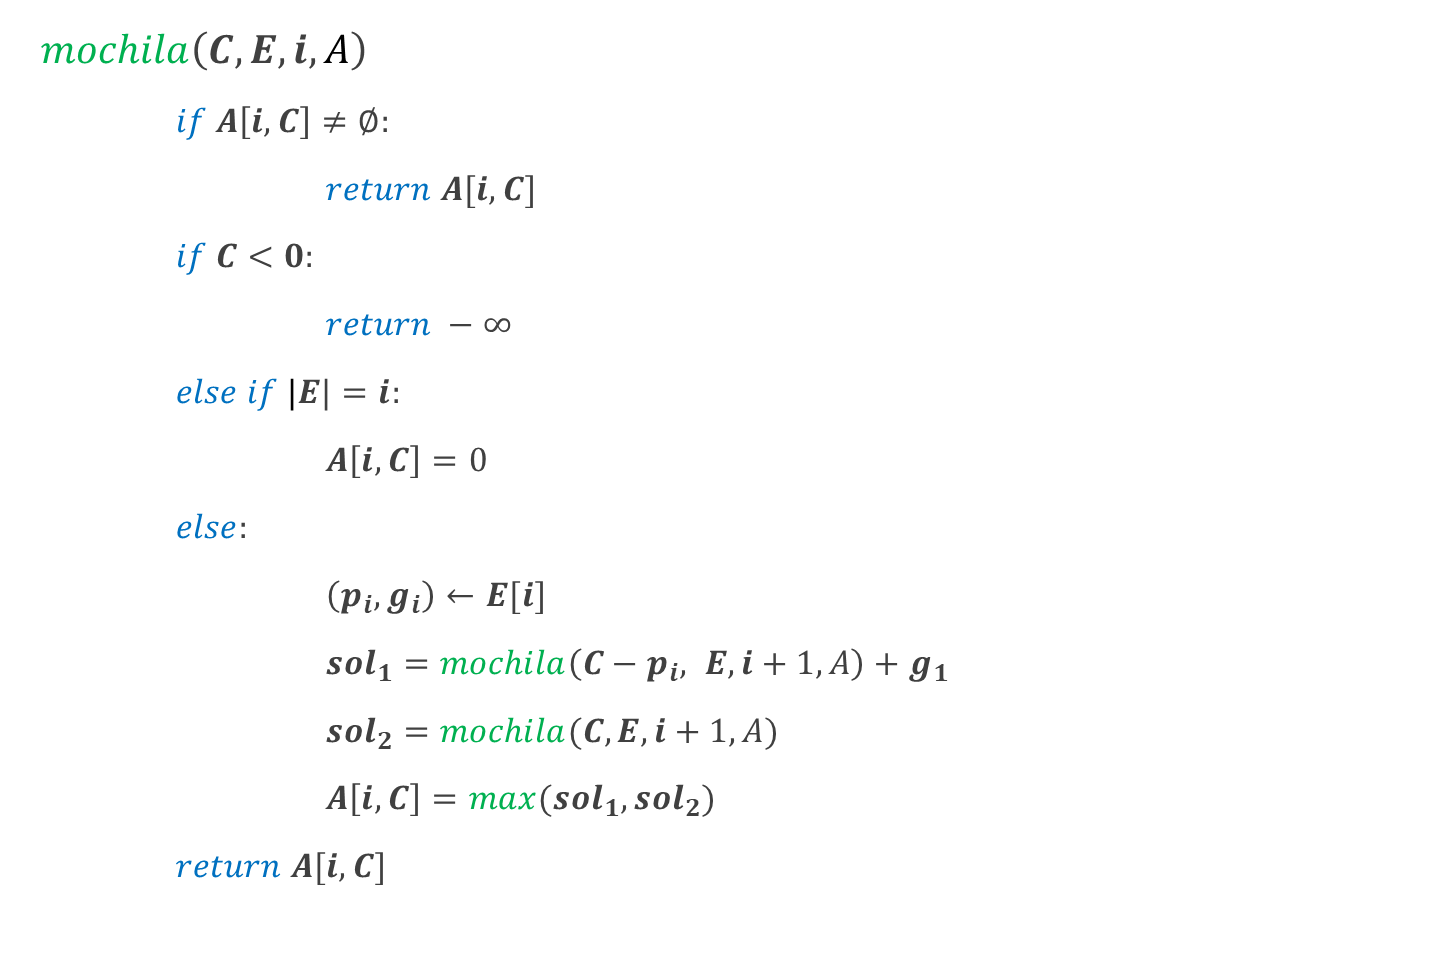 mochila(C, E, i, A)
if A[i, C] ≠ ∅:
return A[i, C]
if C < 0:
return − ∞
else if |E| = i:
A[i, C] = 0
else:
(pᵢ, gᵢ) ← E[i]
sol₁ = mochila(C − pᵢ, E, i + 1, A) + g₁
sol₂ = mochila(C, E, i + 1, A)
A[i, C] = max(sol₁, sol₂)
return A[i, C]